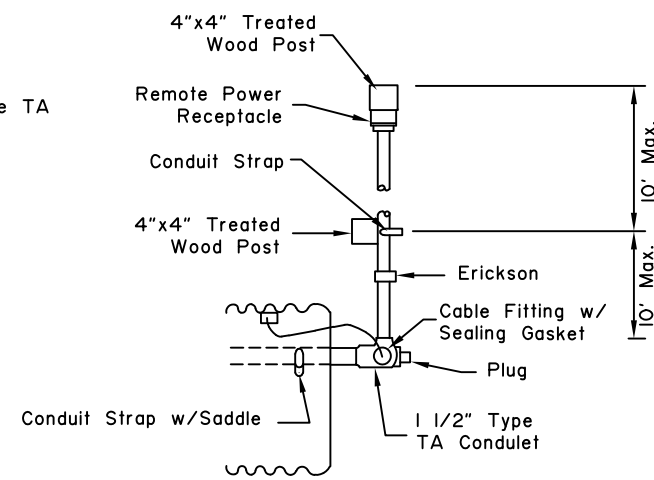 4"x4" Treated
Wood Post
e TA
Remote Power
Receptacle
10' Max.
Conduit Strap
4"x4" Treated
Wood Post
10' Max.
Erickson
Cable Fitting w/
Sealing Gasket
Plug
Conduit Strap w/Saddle
1 1/2" Type
TA Condulet